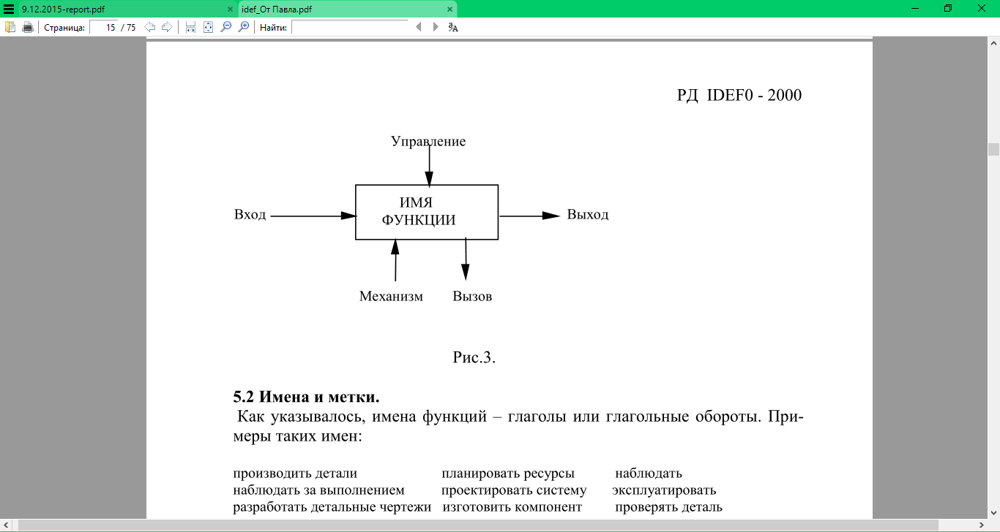 9.12.2015-report.pdf
idef_От Павла.pdf
Страница: 15 / 75 Найти:
РД IDEF0 - 2000
Управление
ИМЯ
Вход ФУНКЦИИ Выход
Механизм Вызов
Рис.3.
5.2 Имена и метки.
Как указывалось, имена функций – глаголы или глагольные обороты. При-
меры таких имен:
производить детали планировать ресурсы наблюдать
наблюдать за выполнением проектировать систему эксплуатировать
разработать детальные чертежи изготовить компонент проверять деталь